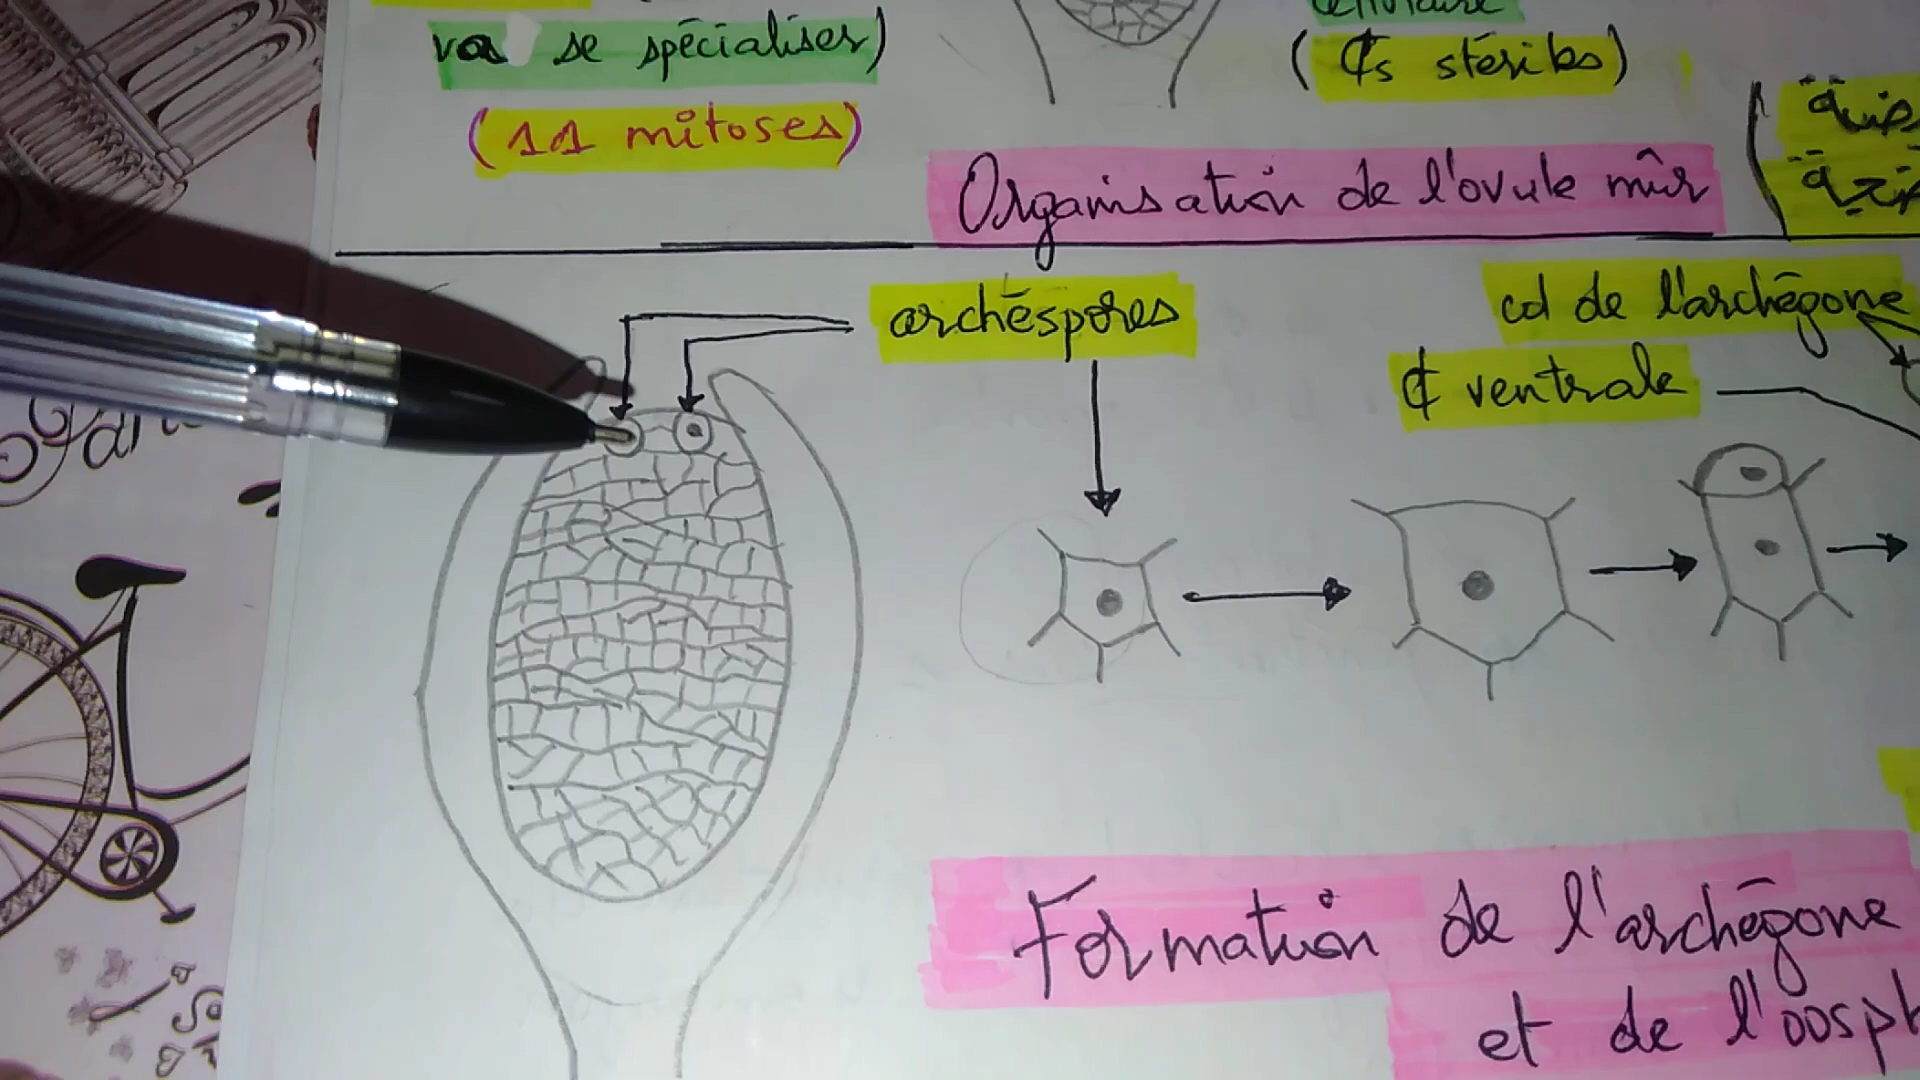 va se spécialiser)
(11 mitoses)
cellulaire
(₵s stériles)
Organisation de l'ovule mûr
archéspores
col de l'archégone
₵ ventrale
Formation de l'archégone
et de l'oosph